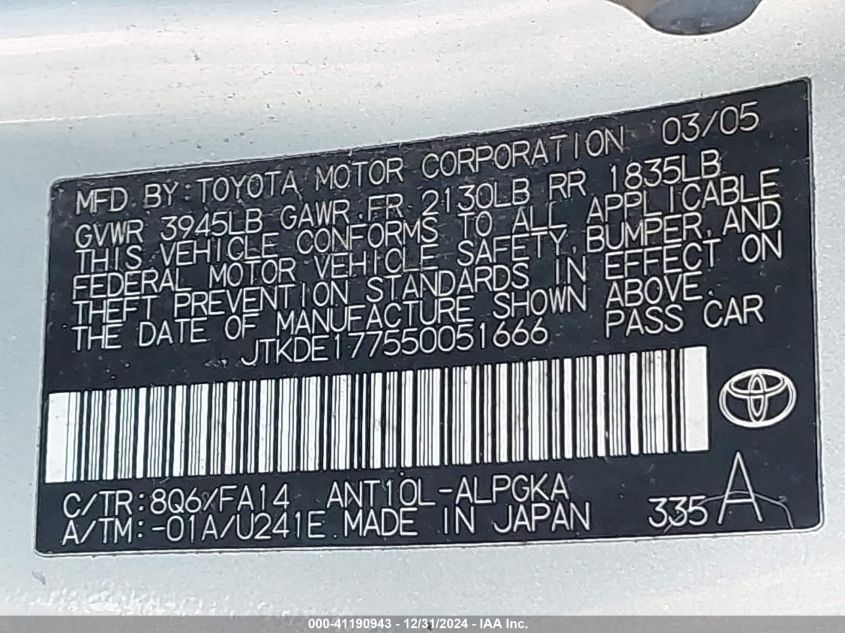 MFD BY: TOYOTA MOTOR CORPORATION 03/05
GVWR 3945LB GAWR FR 2130LB RR 1835LB
THIS VEHICLE CONFORMS TO ALL APPLICABLE
FEDERAL MOTOR VEHICLE SAFETY, BUMPER, AND
THEFT PREVENTION STANDARDS IN EFFECT ON
THE DATE OF MANUFACTURE SHOWN ABOVE.
JTKDE177550051666 PASS CAR
C/TR: 8Q6/FA14 ANT10L-ALPGKA
A/TM: -01A/U241E MADE IN JAPAN 335 A
000-41190943 - 12/31/2024 - IAA Inc.